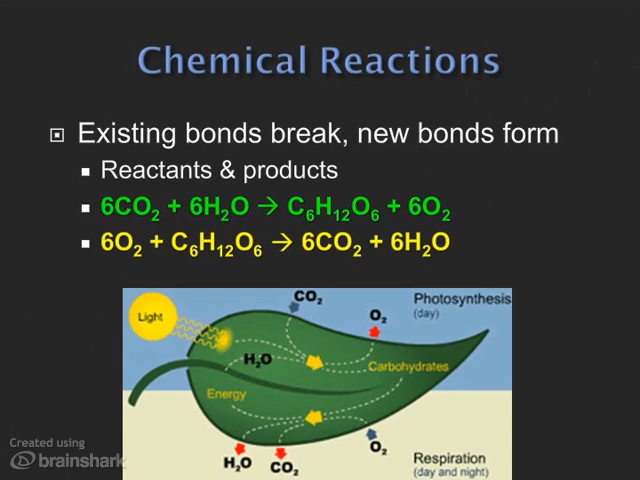 Chemical Reactions
Existing bonds break, new bonds form
Reactants & products
6CO₂ + 6H₂O → C₆H₁₂O₆ + 6O₂
6O₂ + C₆H₁₂O₆ → 6CO₂ + 6H₂O
CO₂
Photosynthesis
(day)
Light
O₂
H₂O
Carbohydrates
Energy
O₂
H₂O
CO₂
Respiration
(day and night)
Created using
brainshark